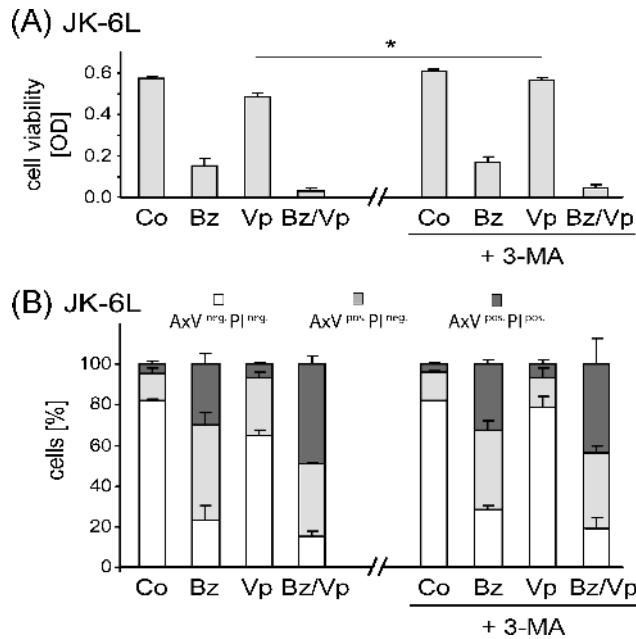 (A) JK-6L
*
cell viability
[OD]
0.6
0.4
0.2
0.0
Co Bz Vp Bz/Vp // Co Bz Vp Bz/Vp
+ 3-MA
(B) JK-6L
AxV neg. PI neg. AxV pos. PI neg. AxV pos. PI pos.
cells [%]
100
80
60
40
20
0
Co Bz Vp Bz/Vp // Co Bz Vp Bz/Vp
+ 3-MA